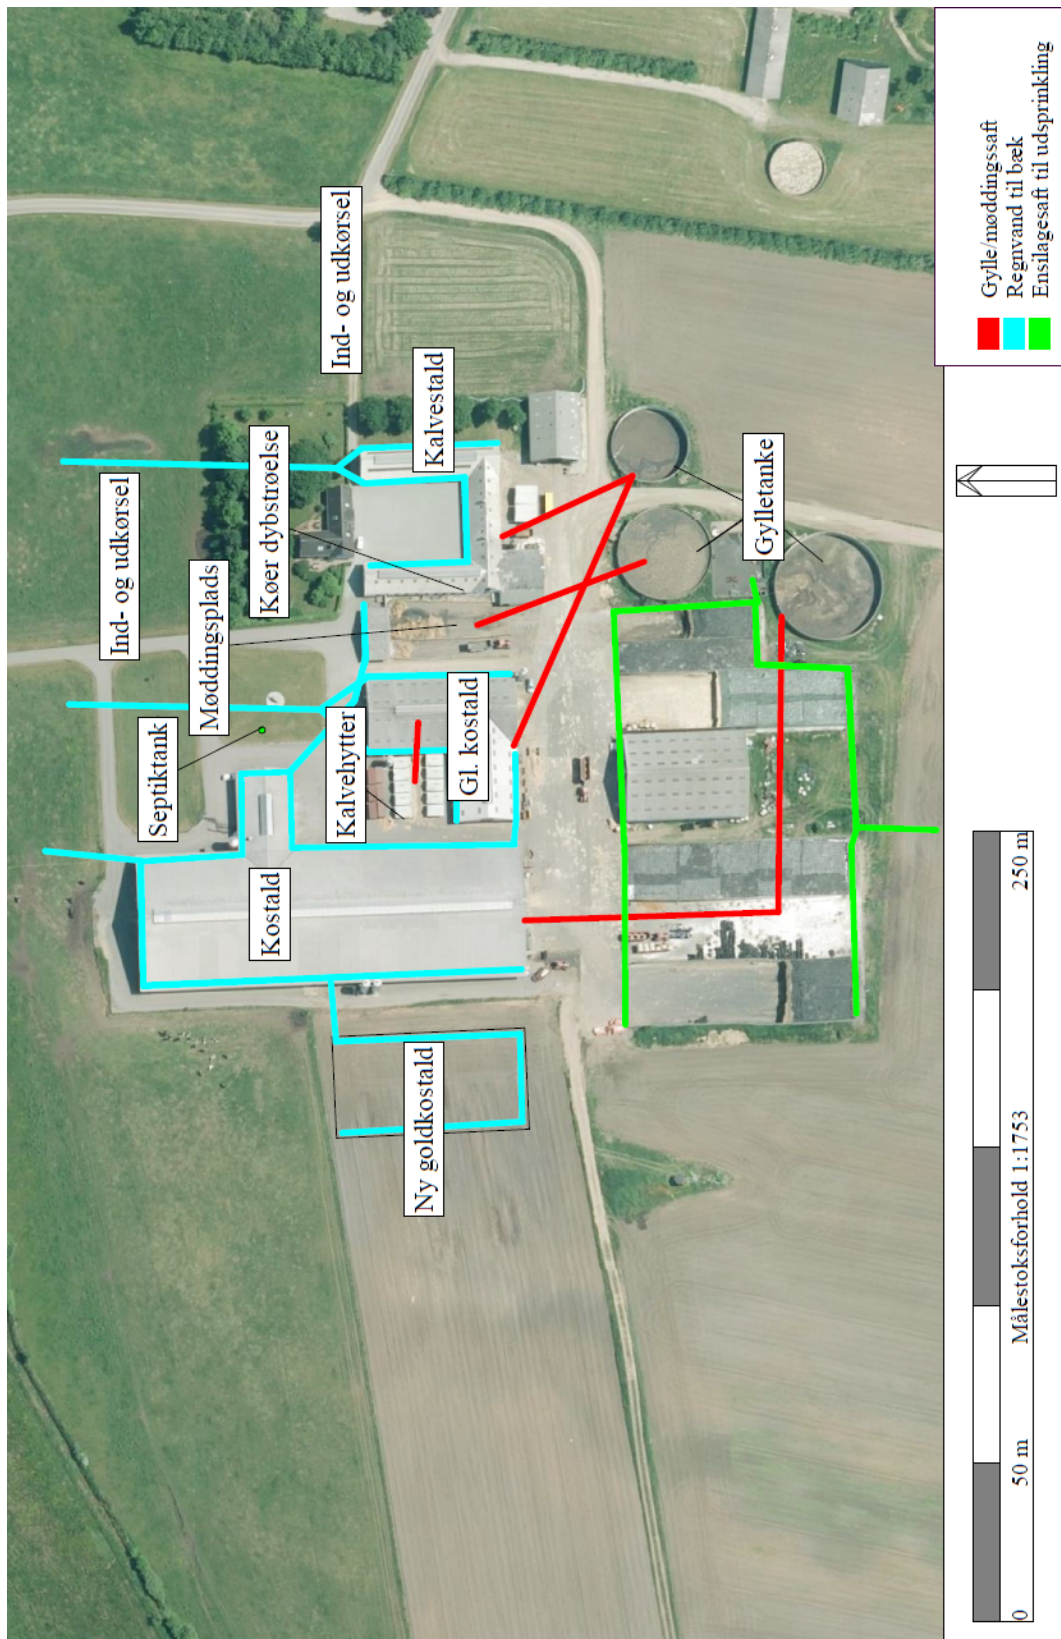 Ind- og udkørsel
Ind- og udkørsel
Septiktank
Møddingsplads
Køer dybstrøelse
Kalvestald
Kostald
Kalvehytter
Gl. kostald
Ny goldkostald
Gylletanke
Gylle/møddingssaft
Regnvand til bæk
Ensilagesaft til udsprinkling
0
50 m
Målestoksforhold 1:1753
250 m